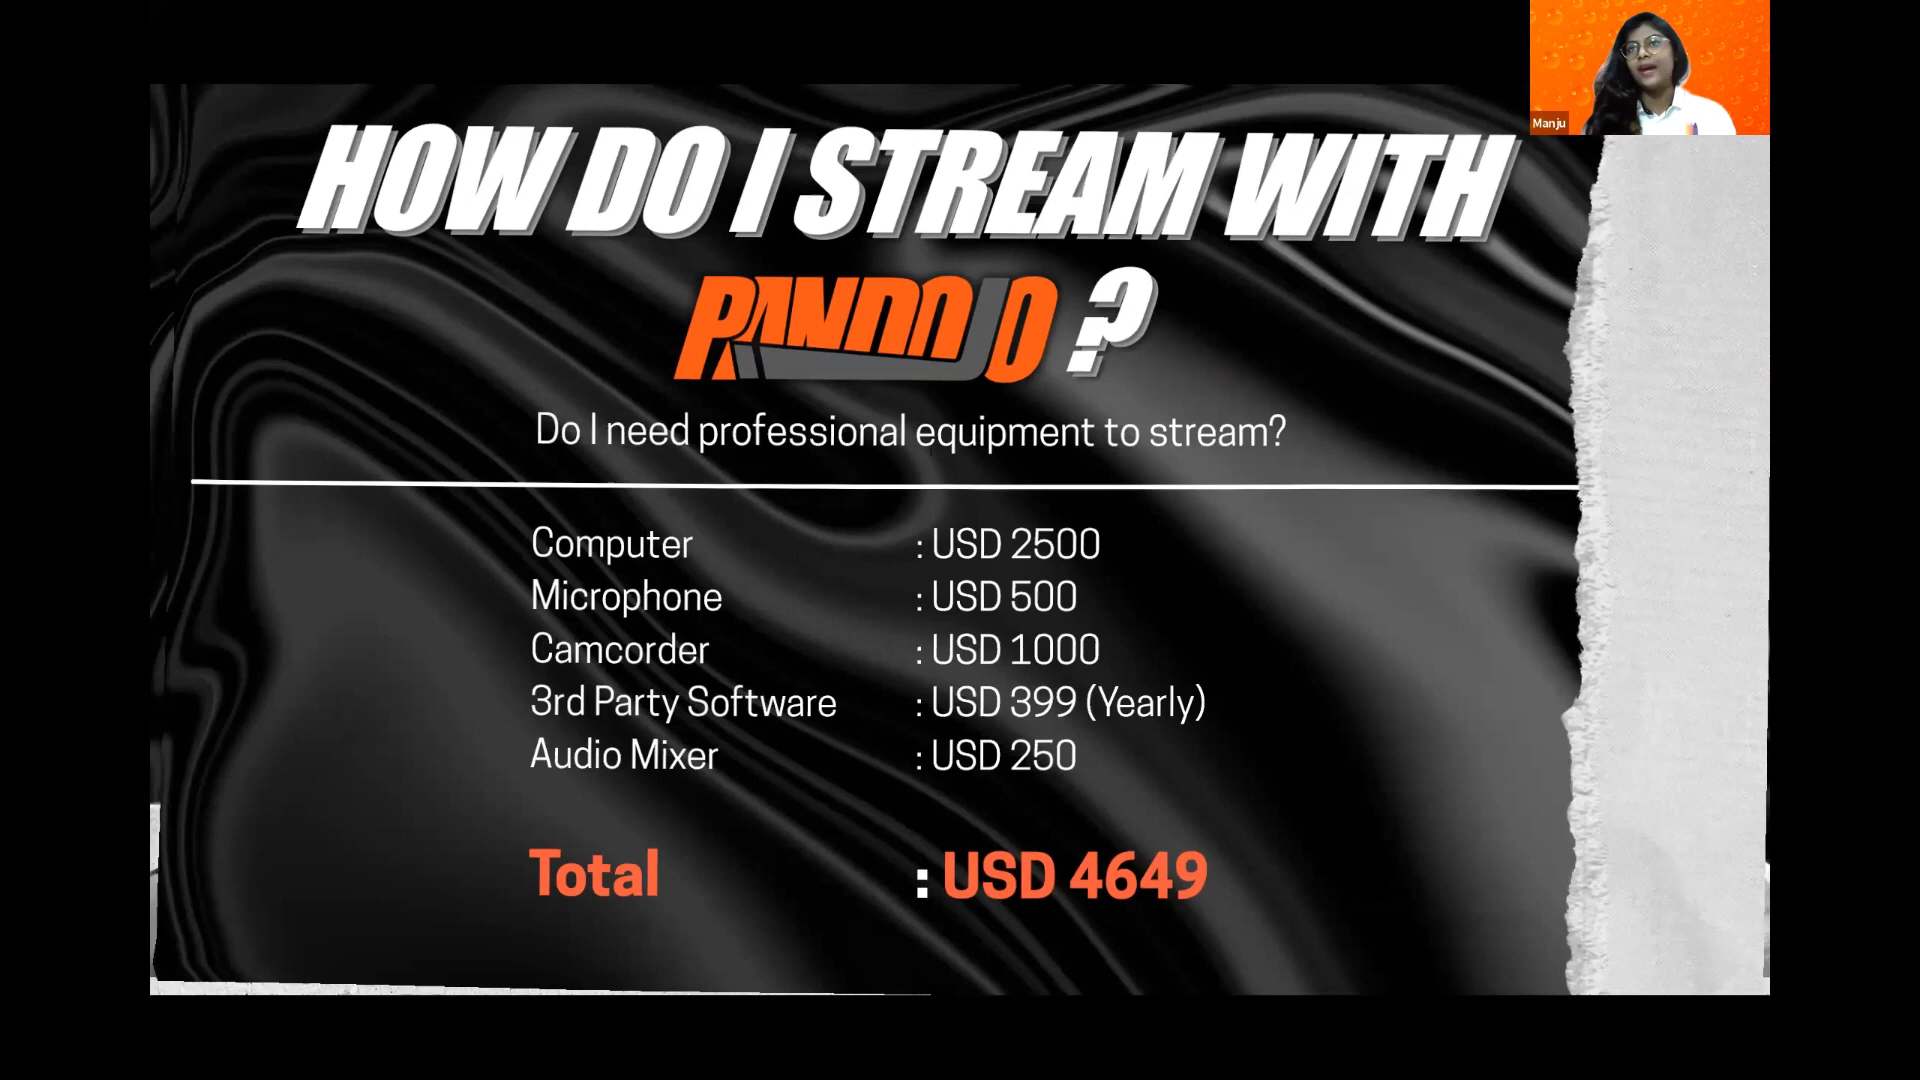 Manju
HOW DO I STREAM WITH
PANDOJO ?
Do I need professional equipment to stream?
Computer : USD 2500
Microphone : USD 500
Camcorder : USD 1000
3rd Party Software : USD 399 (Yearly)
Audio Mixer : USD 250
Total : USD 4649